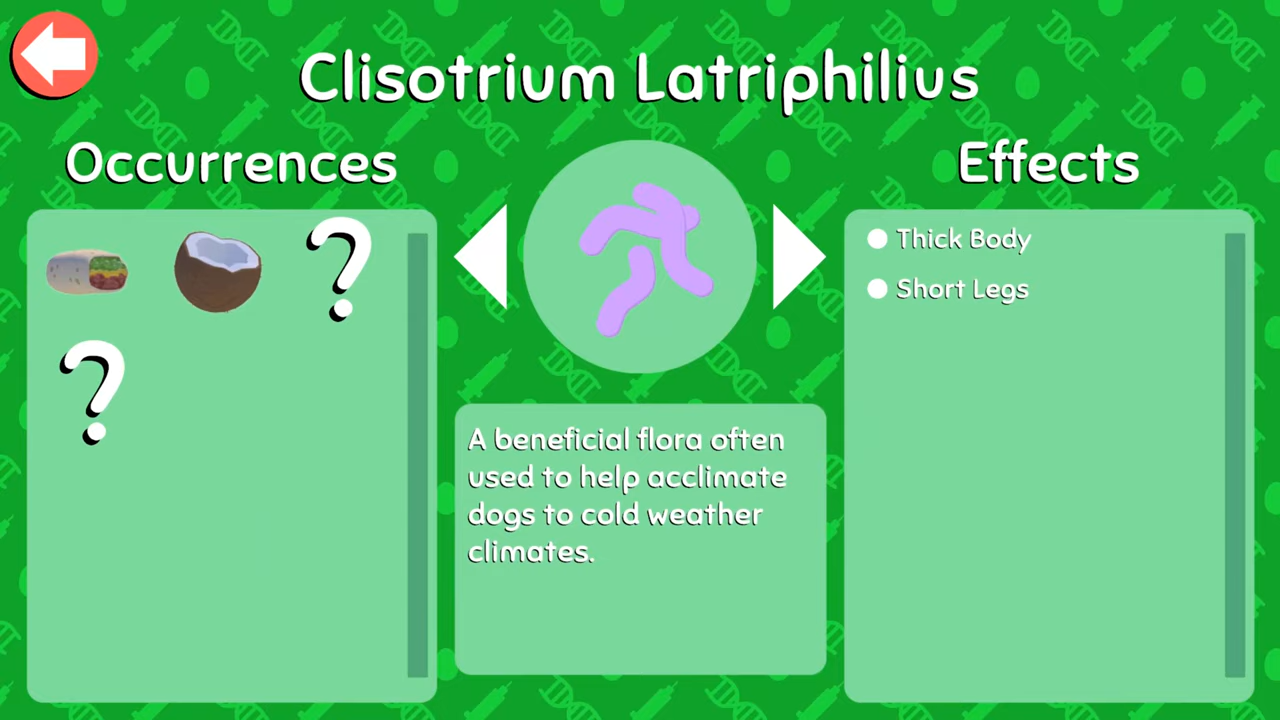 Clisotrium Latriphilius
Occurrences
?
?
A beneficial flora often
used to help acclimate
dogs to cold weather
climates.
Effects
Thick Body
Short Legs